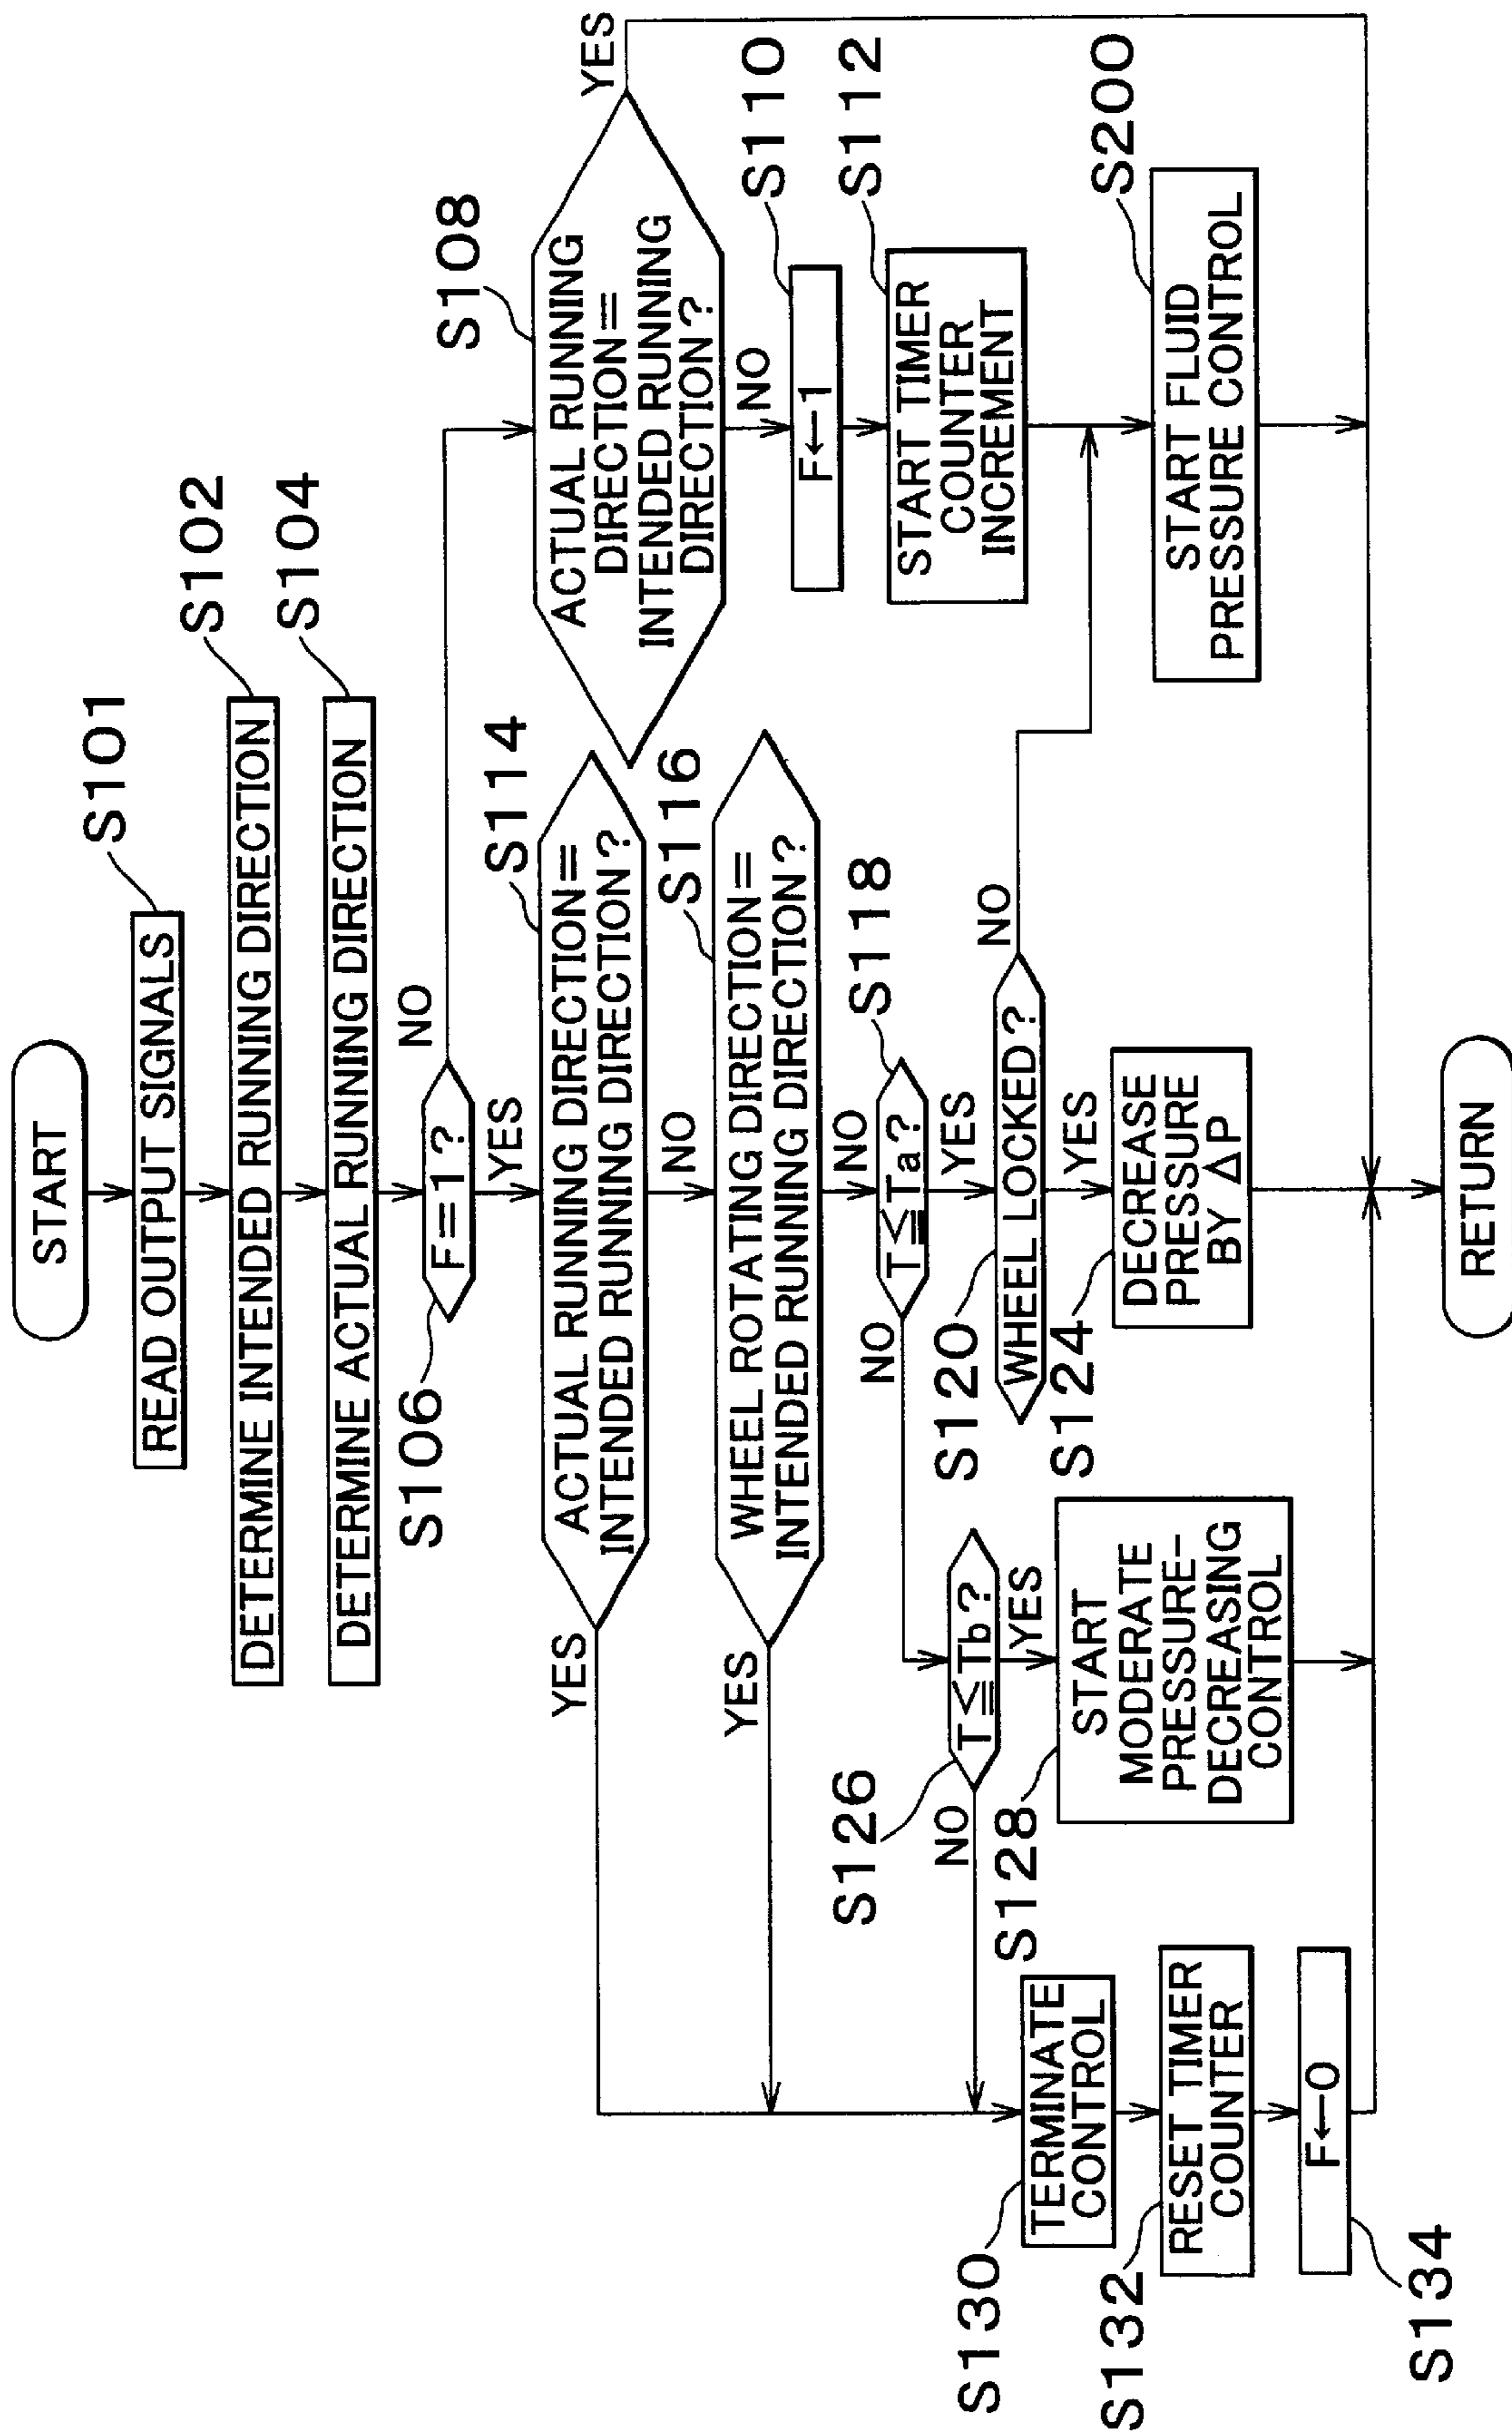 START
READ OUTPUT SIGNALS
S101
DETERMINE INTENDED RUNNING DIRECTION
S102
DETERMINE ACTUAL RUNNING DIRECTION
S104
S106
F=1?
NO
YES
S114
ACTUAL RUNNING DIRECTION=
INTENDED RUNNING DIRECTION?
YES
NO
S108
ACTUAL RUNNING
DIRECTION=
INTENDED RUNNING
DIRECTION?
YES
NO
S116
WHEEL ROTATING DIRECTION=
INTENDED RUNNING DIRECTION?
YES
NO
S110
F←1
S112
START TIMER
COUNTER
INCREMENT
S118
T≦Ta?
NO
YES
S126
T≦Tb?
NO
YES
S120
WHEEL LOCKED?
NO
YES
S124
DECREASE
PRESSURE
BY △P
S128
START
MODERATE
PRESSURE-
DECREASING
CONTROL
S200
START FLUID
PRESSURE CONTROL
S130
TERMINATE
CONTROL
S132
RESET TIMER
COUNTER
S134
F←0
RETURN